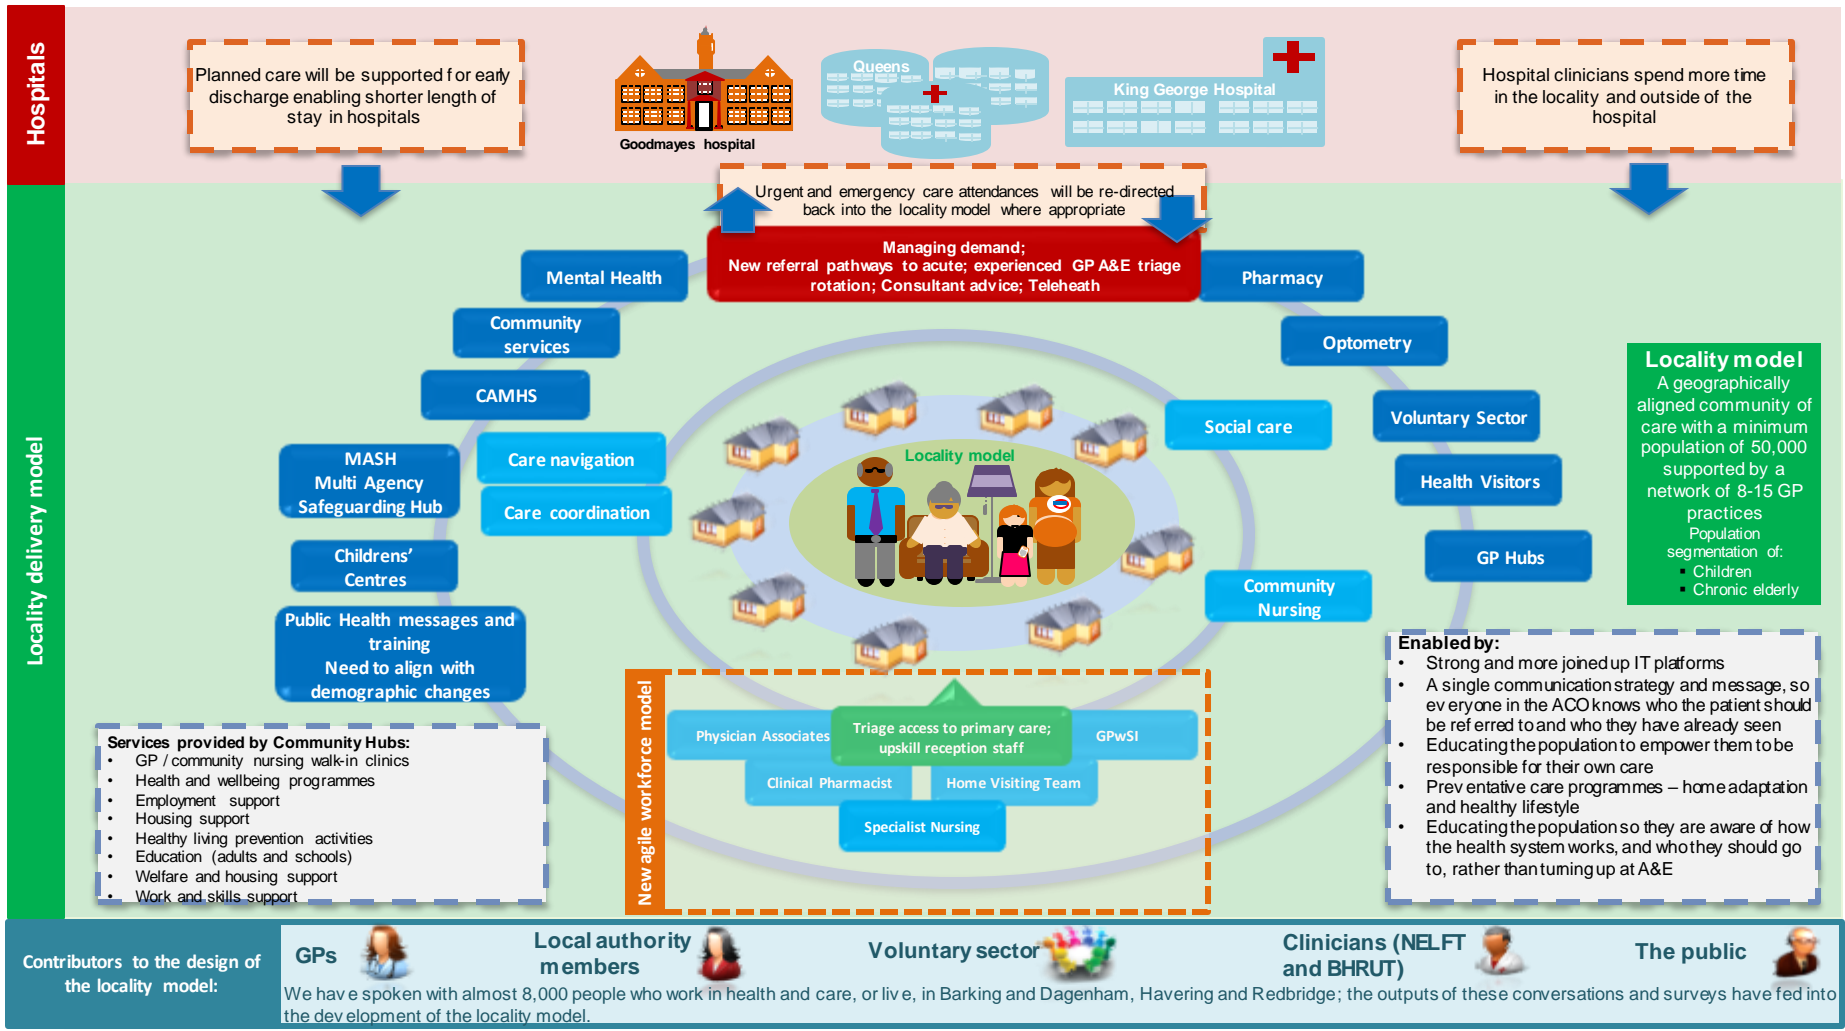 Hospitals
Planned care will be supported for early
discharge enabling shorter length of
stay in hospitals
Goodmayes hospital
Queens
King George Hospital
Hospital clinicians spend more time
in the locality and outside of the
hospital
Urgent and emergency care attendances will be re-directed
back into the locality model where appropriate
Managing demand;
New referral pathways to acute; experienced GP A&E triage
rotation; Consultant advice; Teleheath
Locality delivery model
Mental Health
Community
services
CAMHS
MASH
Multi Agency
Safeguarding Hub
Childrens’
Centres
Public Health messages and
training
Need to align with
demographic changes
Care navigation
Care coordination
Locality model
Social care
Community
Nursing
Pharmacy
Optometry
Voluntary Sector
Health Visitors
GP Hubs
Locality model
A geographically
aligned community of
care with a minimum
population of 50,000
supported by a
network of 8-15 GP
practices
Population
segmentation of:
▪ Children
▪ Chronic elderly
New agile workforce model
Triage access to primary care;
upskill reception staff
Physician Associates
GPwSI
Clinical Pharmacist
Home Visiting Team
Specialist Nursing
Services provided by Community Hubs:
• GP / community nursing walk-in clinics
• Health and wellbeing programmes
• Employment support
• Housing support
• Healthy living prevention activities
• Education (adults and schools)
• Welfare and housing support
• Work and skills support
Enabled by:
• Strong and more joined up IT platforms
• A single communication strategy and message, so
everyone in the ACO knows who the patient should
be referred to and who they have already seen
• Educating the population to empower them to be
responsible for their own care
• Preventative care programmes – home adaptation
and healthy lifestyle
• Educating the population so they are aware of how
the health system works, and who they should go
to, rather than turning up at A&E
Contributors to the design of
the locality model:
GPs
Local authority
members
Voluntary sector
Clinicians (NELFT
and BHRUT)
The public
We have spoken with almost 8,000 people who work in health and care, or live, in Barking and Dagenham, Havering and Redbridge; the outputs of these conversations and surveys have fed into
the development of the locality model.